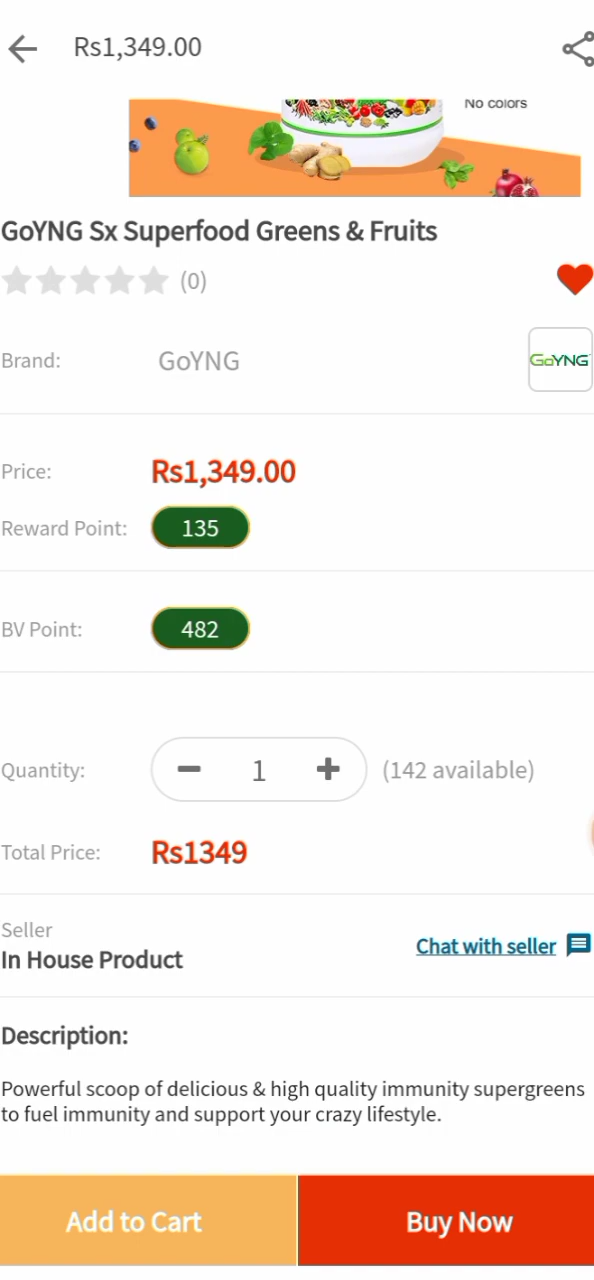 Rs1,349.00
No colors
GoYNG Sx Superfood Greens & Fruits
(0)
Brand: GoYNG GoYNG
Price: Rs1,349.00
Reward Point: 135
BV Point: 482
Quantity: 1 (142 available)
Total Price: Rs1349
Seller
In House Product Chat with seller
Description:
Powerful scoop of delicious & high quality immunity supergreens
to fuel immunity and support your crazy lifestyle.
Add to Cart Buy Now